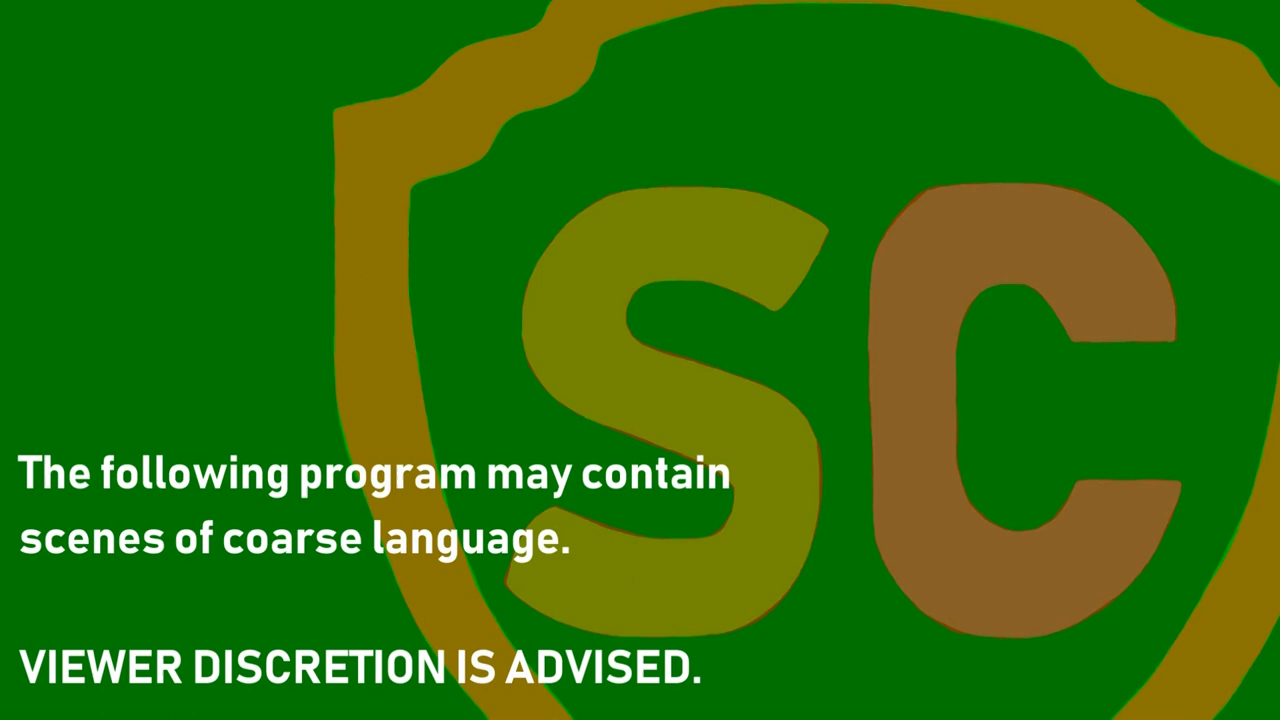 SC
The following program may contain
scenes of coarse language.
VIEWER DISCRETION IS ADVISED.